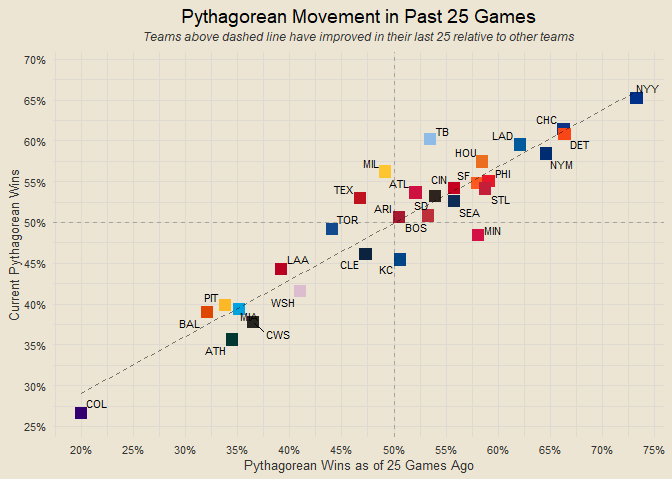 Pythagorean Movement in Past 25 Games
Teams above dashed line have improved in their last 25 relative to other teams
70%
65%
60%
55%
50%
45%
40%
35%
30%
25%
Current Pythagorean Wins
NYY
CHC
DET
TB
LAD
HOU
NYM
MIL
ATL
CIN
SF
PHI
TEX
STL
ARI
SD
SEA
TOR
BOS
MIN
CLE
KC
LAA
WSH
PIT
MIA
BAL
CWS
ATH
COL
20%
25%
30%
35%
40%
45%
50%
55%
60%
65%
70%
75%
Pythagorean Wins as of 25 Games Ago